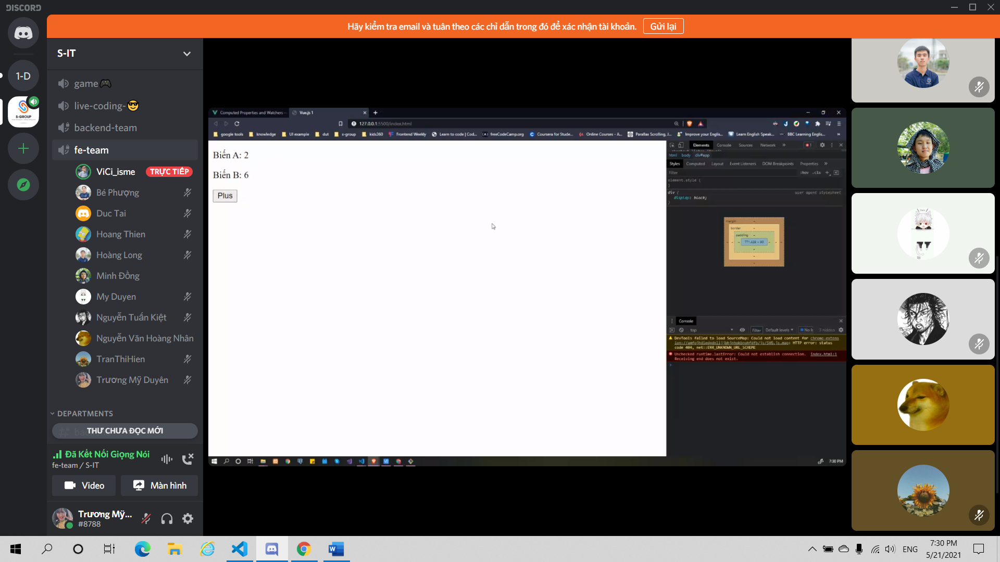 DISCORD
Hãy kiểm tra email và tuân theo các chỉ dẫn trong đó để xác nhận tài khoản. Gửi lại
S-IT
1-D
S-GROUP
game
live-coding-
backend-team
fe-team
ViCi_isme TRỰC TIẾP
Bé Phượng
Duc Tai
Hoang Thien
Hoàng Long
Minh Đồng
My Duyen
Nguyễn Tuấn Kiệt
Nguyễn Văn Hoàng Nhân
TranThiHien
Trương Mỹ Duyên
DEPARTMENTS
THƯ CHƯA ĐỌC MỚI
Đã Kết Nối Giọng Nói
fe-team / S-IT
Video Màn hình
Trương Mỹ...
#8788
Computed Properties and Watchers Vue.js 1
127.0.0.1:5500/index.html
google tools knowledge UI example dut s-group kids360 Frontend Weekly Learn to code | Cod... freeCodeCamp.org Coursera for Stude... Online Courses - A... Parallax Scrolling, J... Improve your Englis... Learn English Speak... BBC Learning Englis...
Biến A: 2
Biến B: 6
Plus
Elements Console Sources Network » 1
html body div#app
Styles Computed Layout Event Listeners DOM Breakpoints Properties »
Filter :hov .cls
element.style {
}
div { user agent stylesheet
display: block;
}
margin -
border -
padding -
771.429 × 80
Console
top Filter Default levels No Is 3 hidden
DevTools failed to load SourceMap: Could not load content for chrome-extens
HTTP error: status
code 404, net::ERR_UNKNOWN_URL_SCHEME
Unchecked runtime.lastError: Could not establish connection. index.html:1
Receiving end does not exist.
7:30 PM
ENG
7:30 PM
5/21/2021